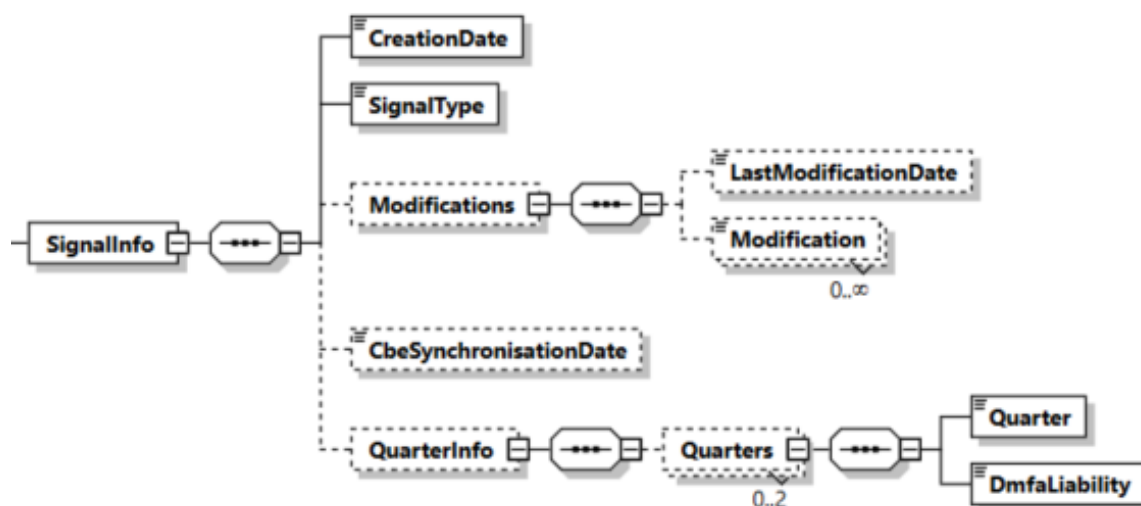 CreationDate
SignalType
LastModificationDate
Modifications
Modification
0..∞
SignalInfo
CbeSynchronisationDate
Quarter
QuarterInfo
Quarters
0..2
DmfaLiability